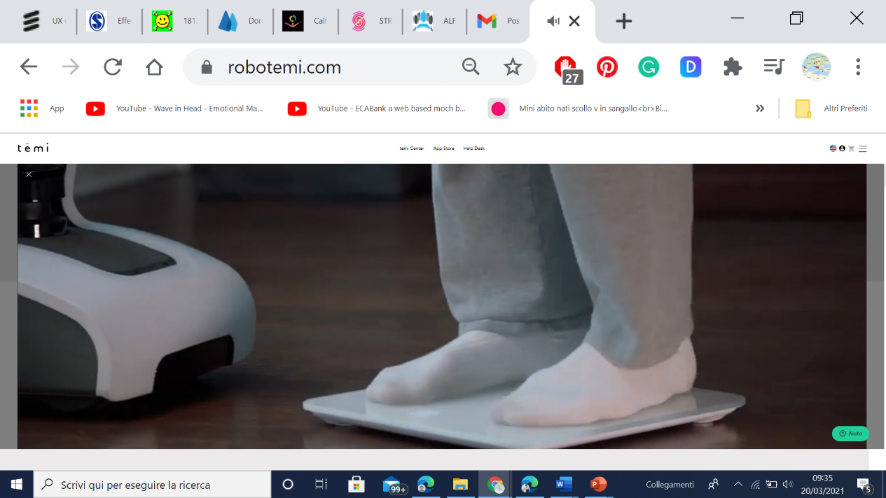 UX
Effe
181
Dor
Call
STR
ALF
Pos
robotemi.com
27
App
YouTube - Wave in Head - Emotional Ma...
YouTube - ECABank a web based moch b...
Mini abito nati scollo v in sangallo<br>Bi...
»
Altri Preferiti
temi
temi Center
App Store
Help Desk
Aiuto
Scrivi qui per eseguire la ricerca
99+
Collegamenti
09:35
20/03/2021
5